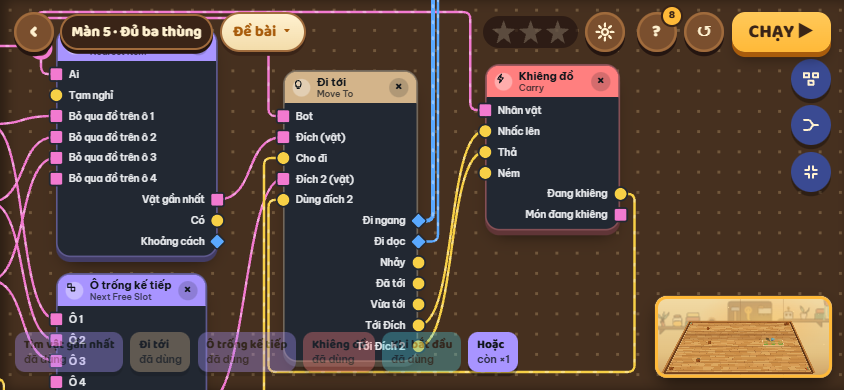 Màn 5 • Đủ ba thùng
Đề bài
?
8
CHẠY
Ai
Tạm nghỉ
Bỏ qua đồ trên ô 1
Bỏ qua đồ trên ô 2
Bỏ qua đồ trên ô 3
Bỏ qua đồ trên ô 4
Vật gần nhất
Có
Khoảng cách
Đi tới
Move To
Bot
Đích (vật)
Cho đi
Đích 2 (vật)
Dùng đích 2
Đi ngang
Đi dọc
Nhảy
Đã tới
Vừa tới
Tới Đích
Tới Đích 2
Khiêng đồ
Carry
Nhân vật
Nhấc lên
Thả
Ném
Đang khiêng
Món đang khiêng
Ô trống kế tiếp
Next Free Slot
Ô 1
Ô 2
Ô 3
Ô 4
Tìm vật gần nhất
đã dùng
Đi tới
đã dùng
Ô trống kế tiếp
đã dùng
đã dùng
đã dùng
Hoặc
còn ×1